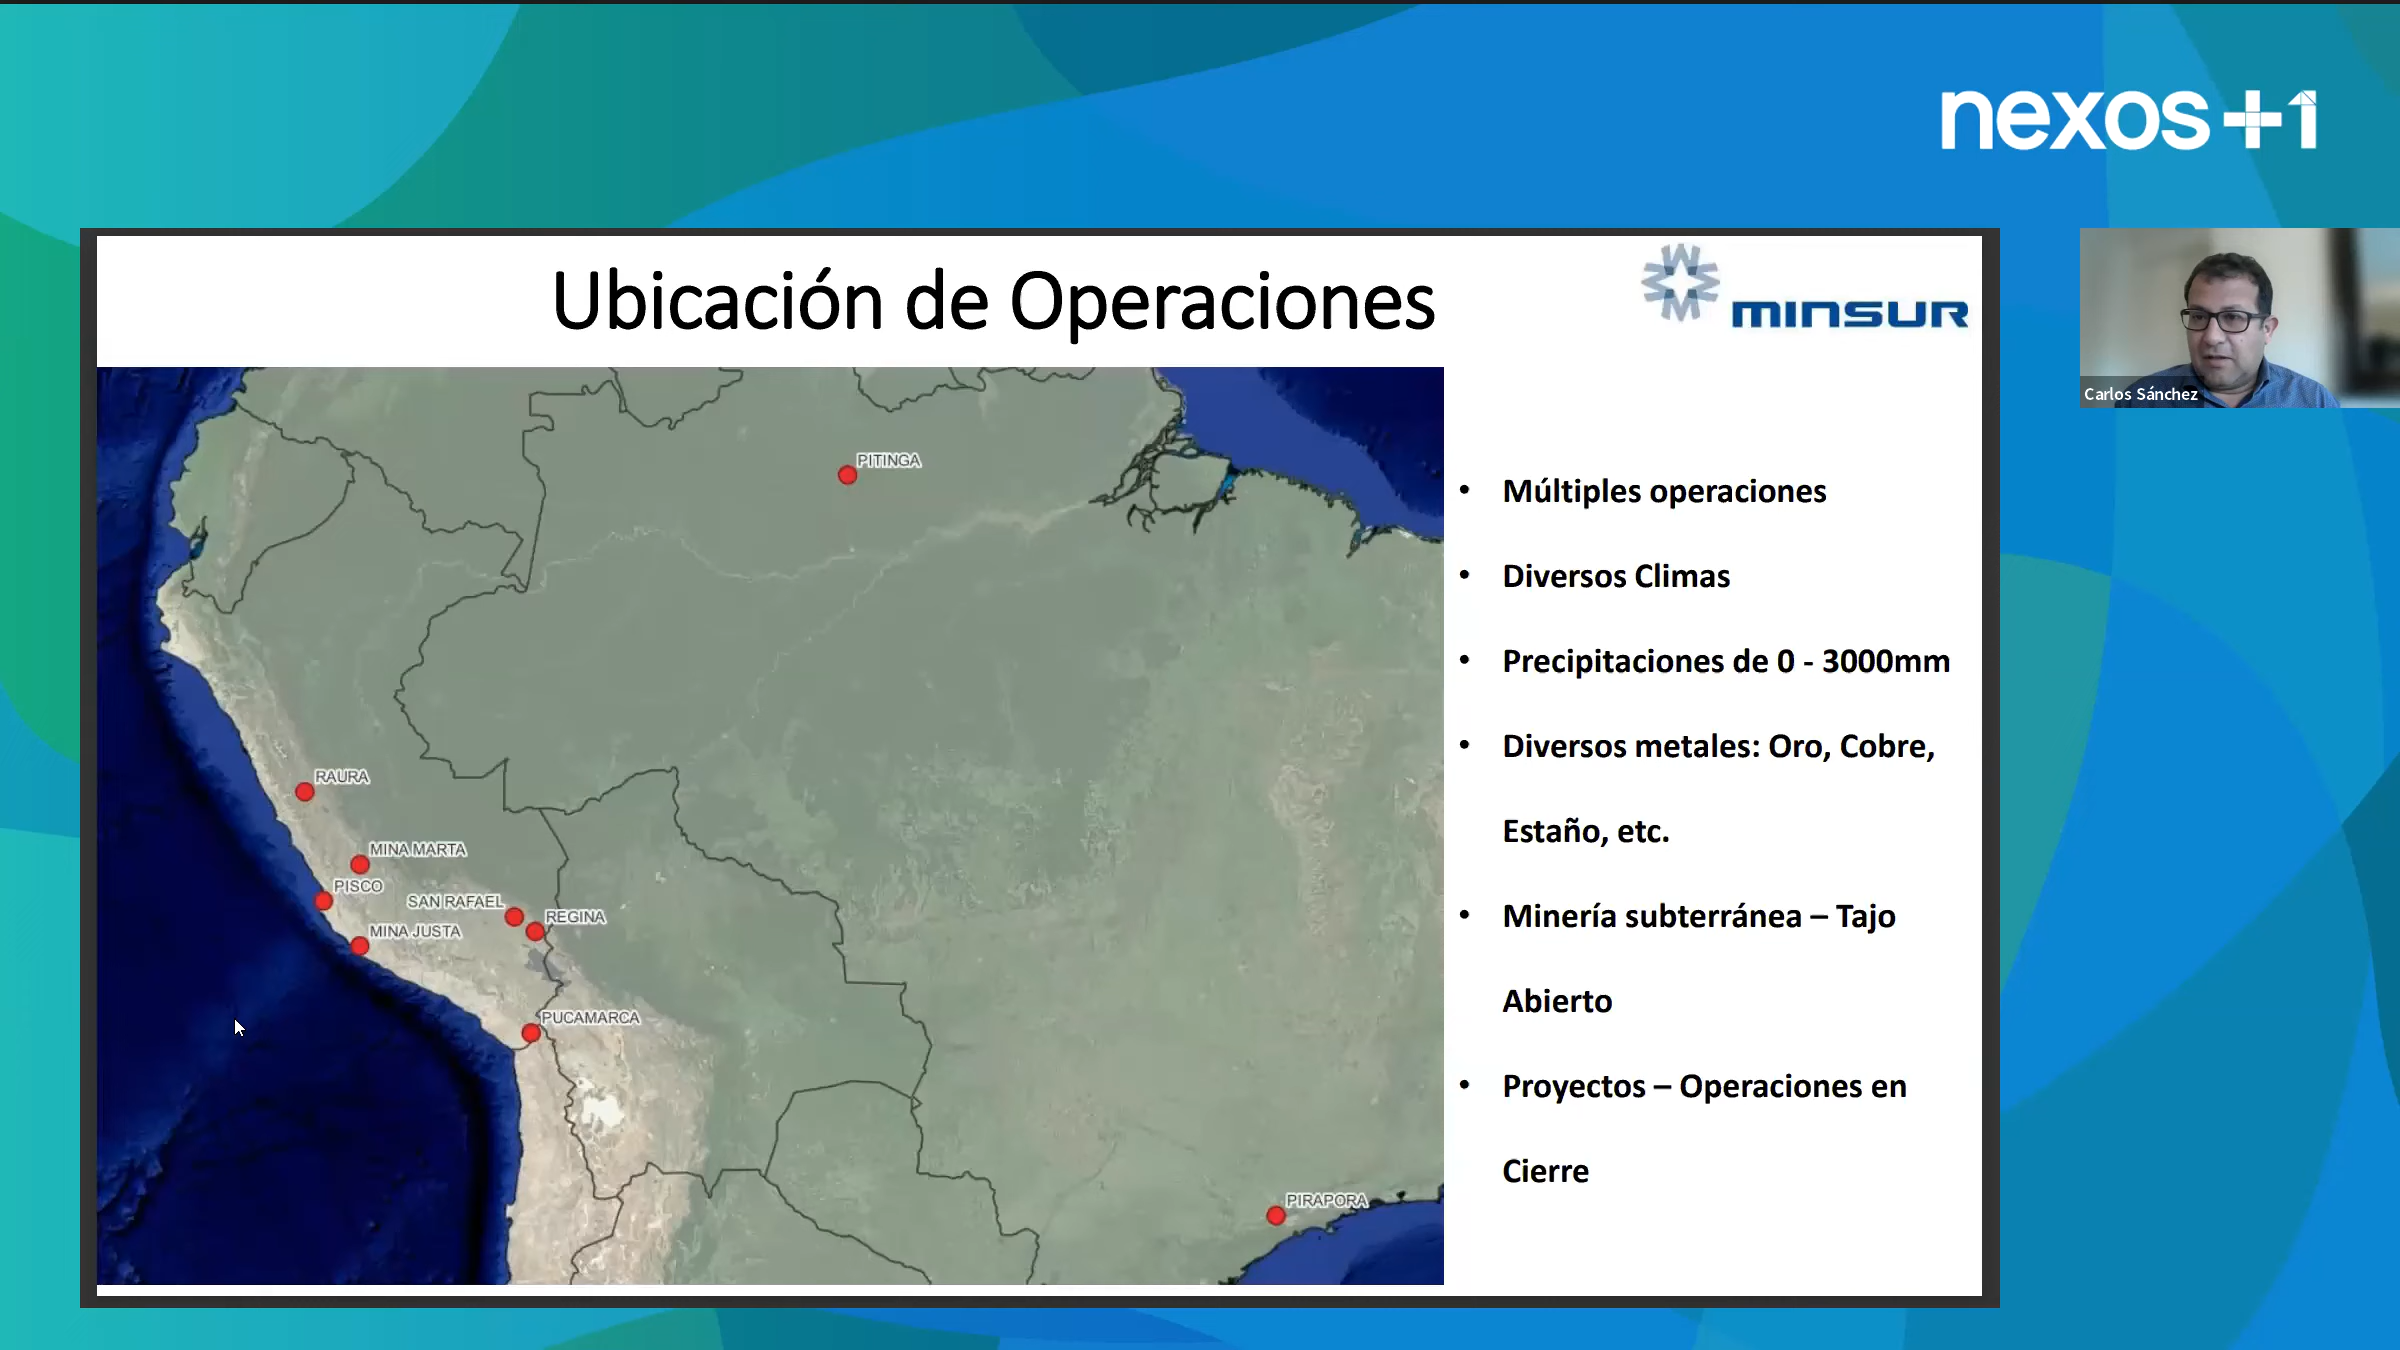 nexos+1
Ubicación de Operaciones
MINSUR
Carlos Sánchez
PITINGA
RAURA
MINA MARTA
PISCO
SAN RAFAEL
REGINA
MINA JUSTA
PUCAMARCA
PIRAPORA
• Múltiples operaciones
• Diversos Climas
• Precipitaciones de 0 - 3000mm
• Diversos metales: Oro, Cobre,
Estaño, etc.
• Minería subterránea – Tajo
Abierto
• Proyectos – Operaciones en
Cierre